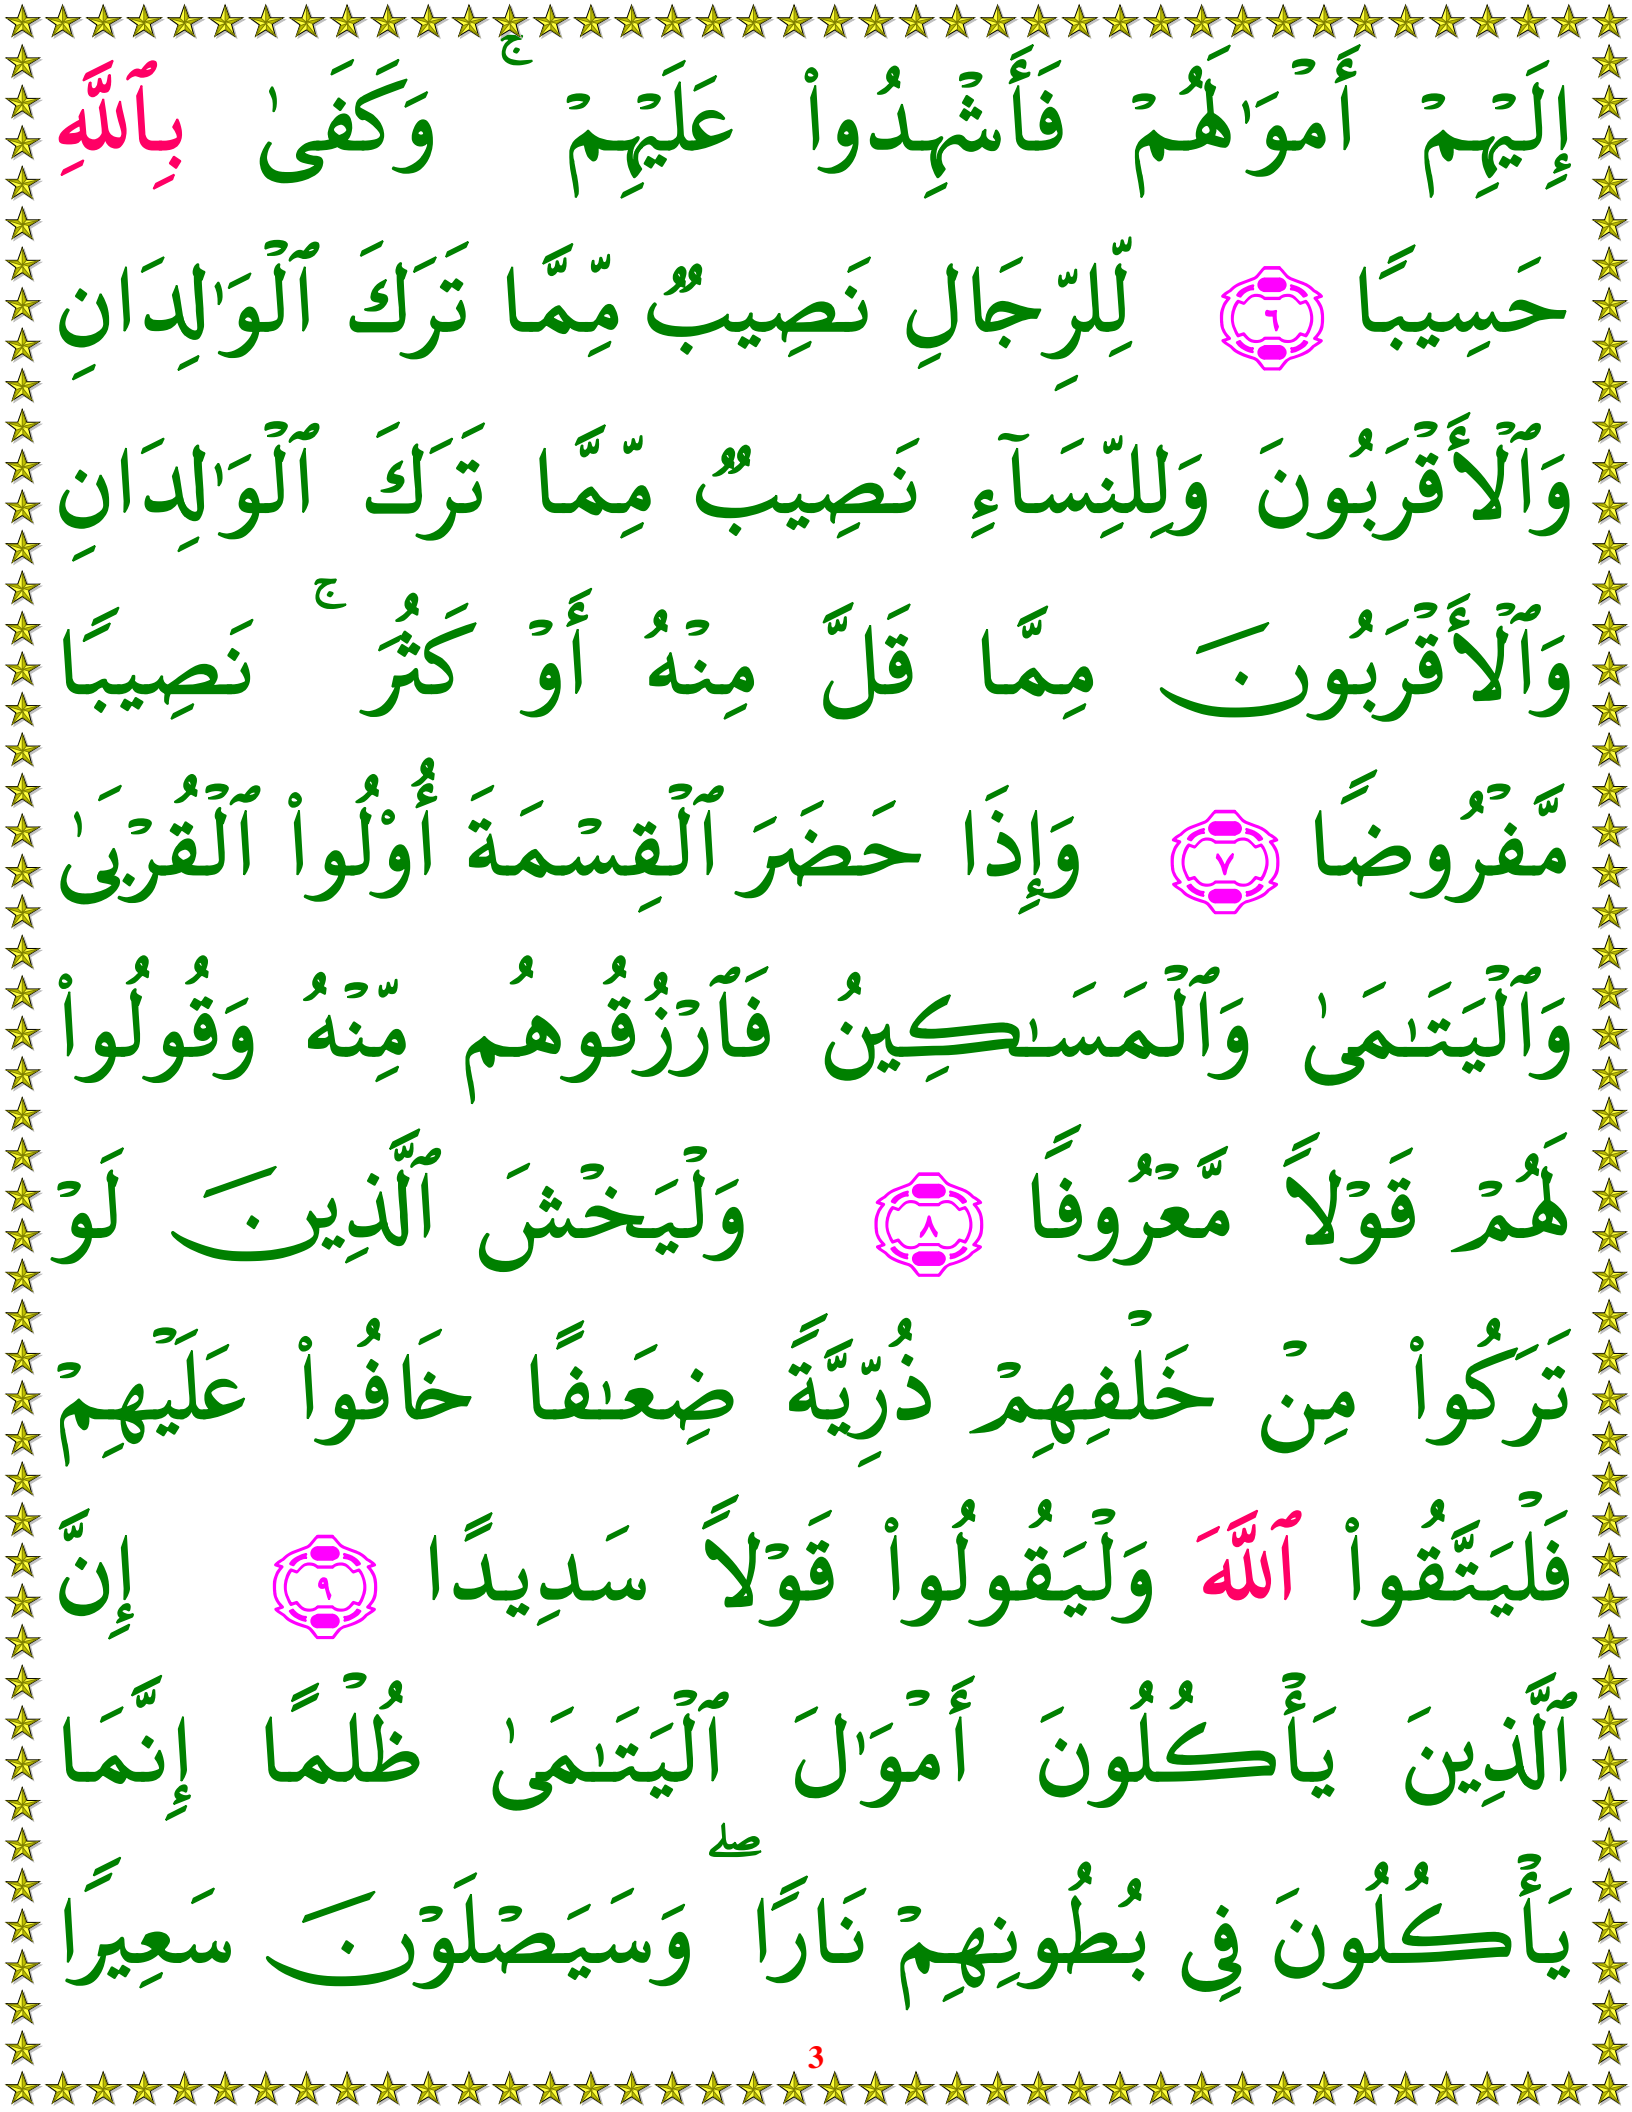 إِلَيْهِمْ أَمْوَٰلَهُمْ فَأَشْهِدُوا۟ عَلَيْهِمْ ۚ وَكَفَىٰ بِٱللَّهِ
حَسِيبًا ٦ لِّلرِّجَالِ نَصِيبٌ مِّمَّا تَرَكَ ٱلْوَٰلِدَانِ
وَٱلْأَقْرَبُونَ وَلِلنِّسَآءِ نَصِيبٌ مِّمَّا تَرَكَ ٱلْوَٰلِدَانِ
وَٱلْأَقْرَبُونَ مِمَّا قَلَّ مِنْهُ أَوْ كَثُرَ ۚ نَصِيبًا
مَّفْرُوضًا ٧ وَإِذَا حَضَرَ ٱلْقِسْمَةَ أُو۟لُوا۟ ٱلْقُرْبَىٰ
وَٱلْيَتَـٰمَىٰ وَٱلْمَسَـٰكِينُ فَٱرْزُقُوهُم مِّنْهُ وَقُولُوا۟
لَهُمْ قَوْلًا مَّعْرُوفًا ٨ وَلْيَخْشَ ٱلَّذِينَ لَوْ
تَرَكُوا۟ مِنْ خَلْفِهِمْ ذُرِّيَّةً ضِعَـٰفًا خَافُوا۟ عَلَيْهِمْ
فَلْيَتَّقُوا۟ ٱللَّهَ وَلْيَقُولُوا۟ قَوْلًا سَدِيدًا ٩ إِنَّ
ٱلَّذِينَ يَأْكُلُونَ أَمْوَٰلَ ٱلْيَتَـٰمَىٰ ظُلْمًا إِنَّمَا
يَأْكُلُونَ فِى بُطُونِهِمْ نَارًا ۖ وَسَيَصْلَوْنَ سَعِيرًا
3